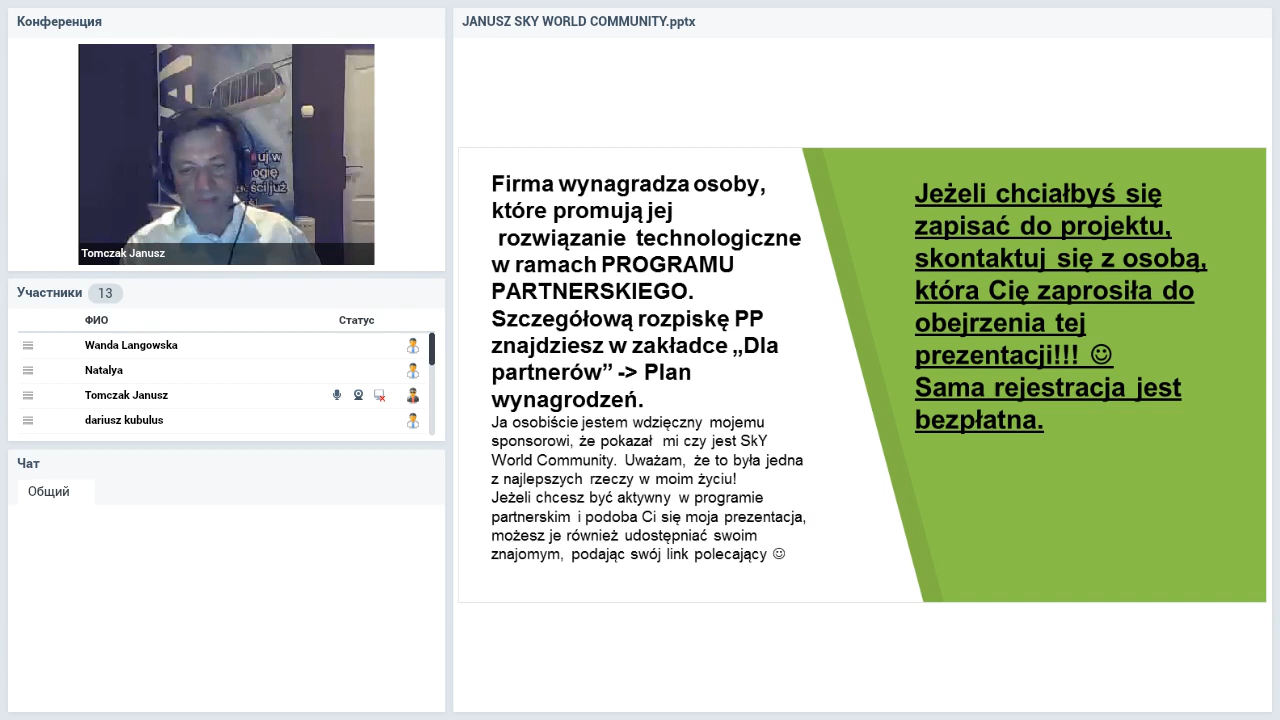 Конференция
Tomczak Janusz
Участники 13
ФИО Статус
Wanda Langowska
Natalya
Tomczak Janusz
dariusz kubulus
Чат
Общий
JANUSZ SKY WORLD COMMUNITY.pptx
Firma wynagradza osoby,
które promują jej
rozwiązanie technologiczne
w ramach PROGRAMU
PARTNERSKIEGO.
Szczegółową rozpiskę PP
znajdziesz w zakładce „Dla
partnerów” -> Plan
wynagrodzeń.
Ja osobiście jestem wdzięczny mojemu
sponsorowi, że pokazał mi czy jest SkY
World Community. Uważam, że to była jedna
z najlepszych rzeczy w moim życiu!
Jeżeli chcesz być aktywny w programie
partnerskim i podoba Ci się moja prezentacja,
możesz je również udostępniać swoim
znajomym, podając swój link polecający ☺
Jeżeli chciałbyś się
zapisać do projektu,
skontaktuj się z osobą,
która Cię zaprosiła do
obejrzenia tej
prezentacji!!! ☺
Sama rejestracja jest
bezpłatna.